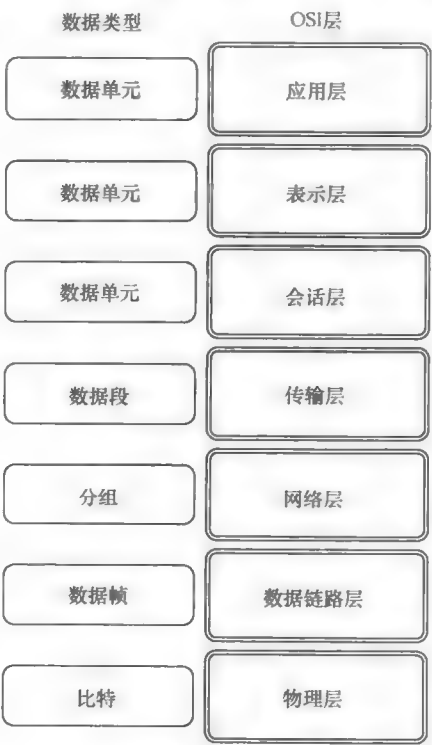 数据类型 OSI层
数据单元 应用层
数据单元 表示层
数据单元 会话层
数据段 传输层
分组 网络层
数据帧 数据链路层
比特 物理层